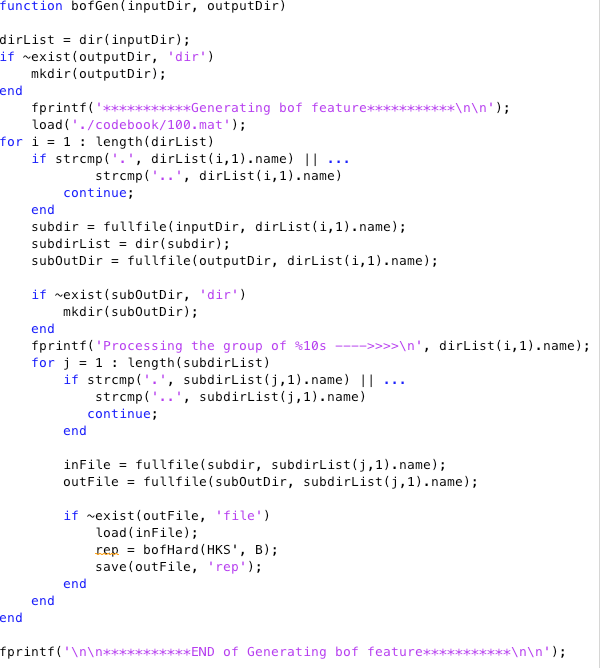 function bofGen(inputDir, outputDir)

dirList = dir(inputDir);
if ~exist(outputDir, 'dir')
    mkdir(outputDir);
end
    fprintf('***********Generating bof feature***********\n\n');
    load('./codebook/100.mat');
for i = 1 : length(dirList)
    if strcmp('.', dirList(i,1).name) || ...
            strcmp('..', dirList(i,1).name)
        continue;
    end
    subdir = fullfile(inputDir, dirList(i,1).name);
    subdirList = dir(subdir);
    subOutDir = fullfile(outputDir, dirList(i,1).name);

    if ~exist(subOutDir, 'dir')
        mkdir(subOutDir);
    end
    fprintf('Processing the group of %10s ---->>>>\n', dirList(i,1).name);
    for j = 1 : length(subdirList)
        if strcmp('.', subdirList(j,1).name) || ...
            strcmp('..', subdirList(j,1).name)
           continue;
        end

        inFile = fullfile(subdir, subdirList(j,1).name);
        outFile = fullfile(subOutDir, subdirList(j,1).name);

        if ~exist(outFile, 'file')
            load(inFile);
            rep = bofHard(HKS', B);
            save(outFile, 'rep');
        end
    end
end

fprintf('\n\n***********END of Generating bof feature***********\n\n');